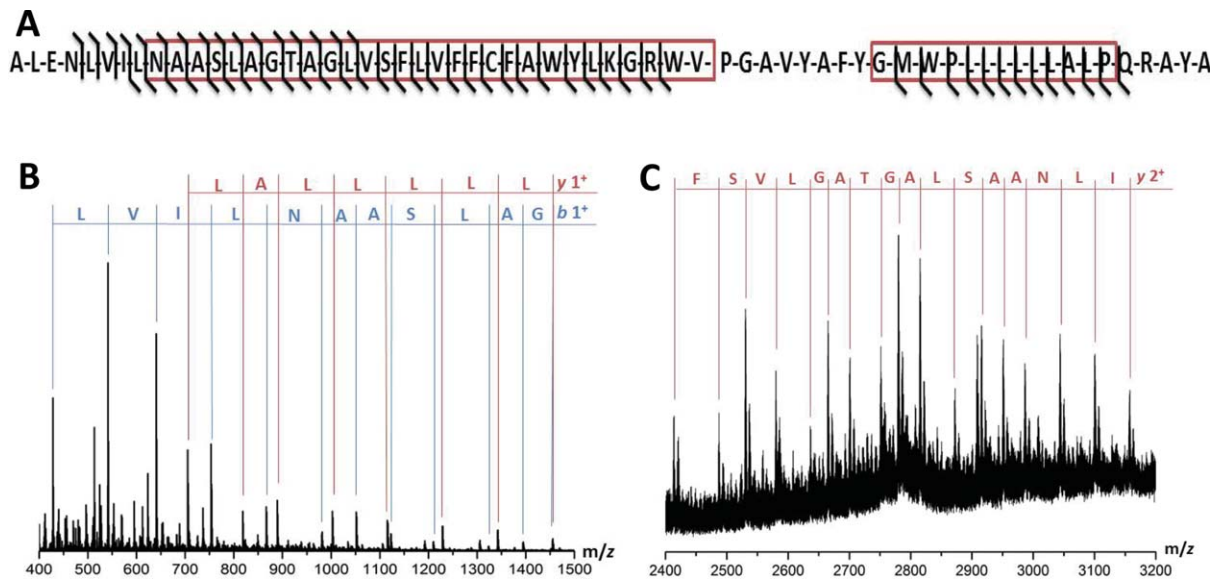 A
A-L-E-N-L-V-I-L-N-A-A-S-L-A-G-T-A-G-L-V-S-F-L-V-F-F-C-F-A-W-Y-L-K-G-R-W-V- P-G-A-V-Y-A-F-Y-G-M-W-P-L-L-L-L-L-A-L-P-Q-R-A-Y-A
B
L A L L L L L y 1+
L V I L N A A S L A G b 1+
400 500 600 700 800 900 1000 1100 1200 1300 1400 1500 m/z
C
F S V L G A T G A L S A A N L I y 2+
2400 2500 2600 2700 2800 2900 3000 3100 3200 m/z